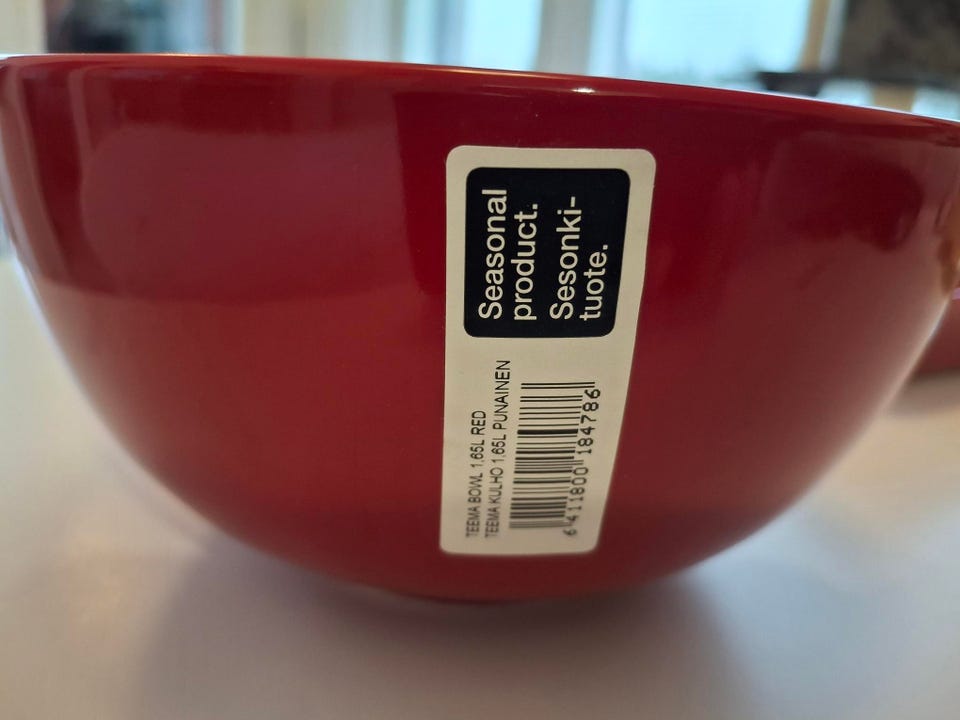 Seasonal
product.
Sesonki-
tuote.
TEEMA BOWL 1,65L RED
TEEMA KULHO 1,65L PUNAINEN
6 411800 184786